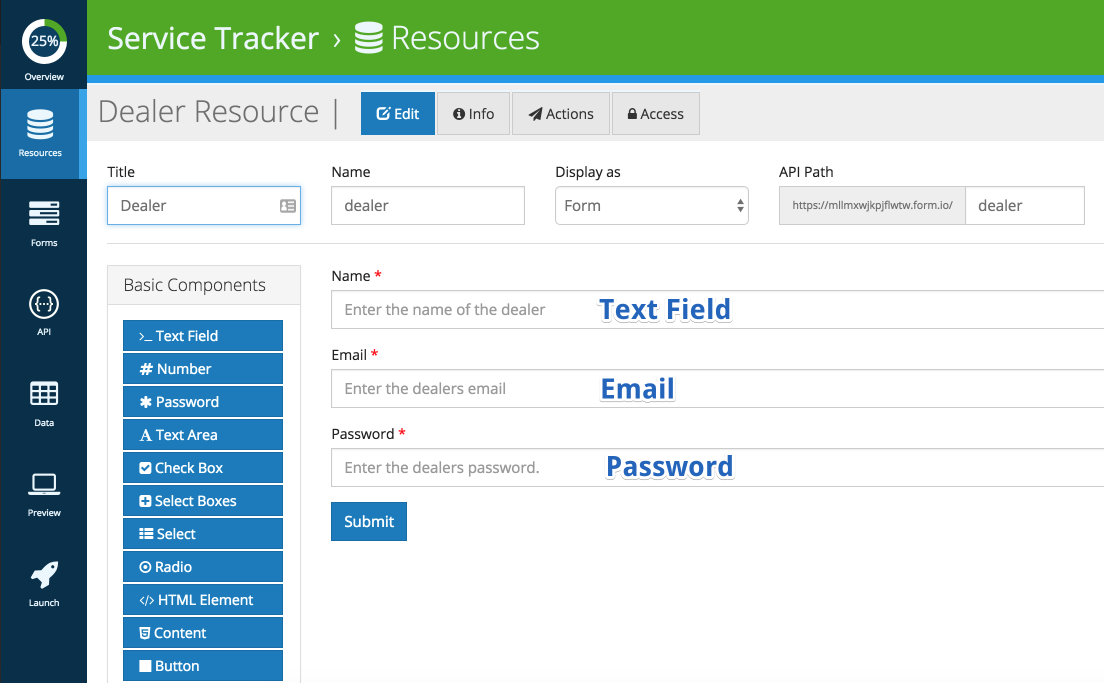 25%
Overview
Resources
Forms
API
Data
Preview
Launch
Service Tracker › Resources
Dealer Resource |
Edit
Info
Actions
Access
Title
Name
Display as
API Path
Dealer
dealer
Form
https://mllmxwjkpjflwtw.form.io/
dealer
Basic Components
>_ Text Field
# Number
✱ Password
A Text Area
Check Box
Select Boxes
Select
Radio
</> HTML Element
Content
Button
Name *
Enter the name of the dealer
Text Field
Email *
Enter the dealers email
Email
Password *
Enter the dealers password.
Password
Submit